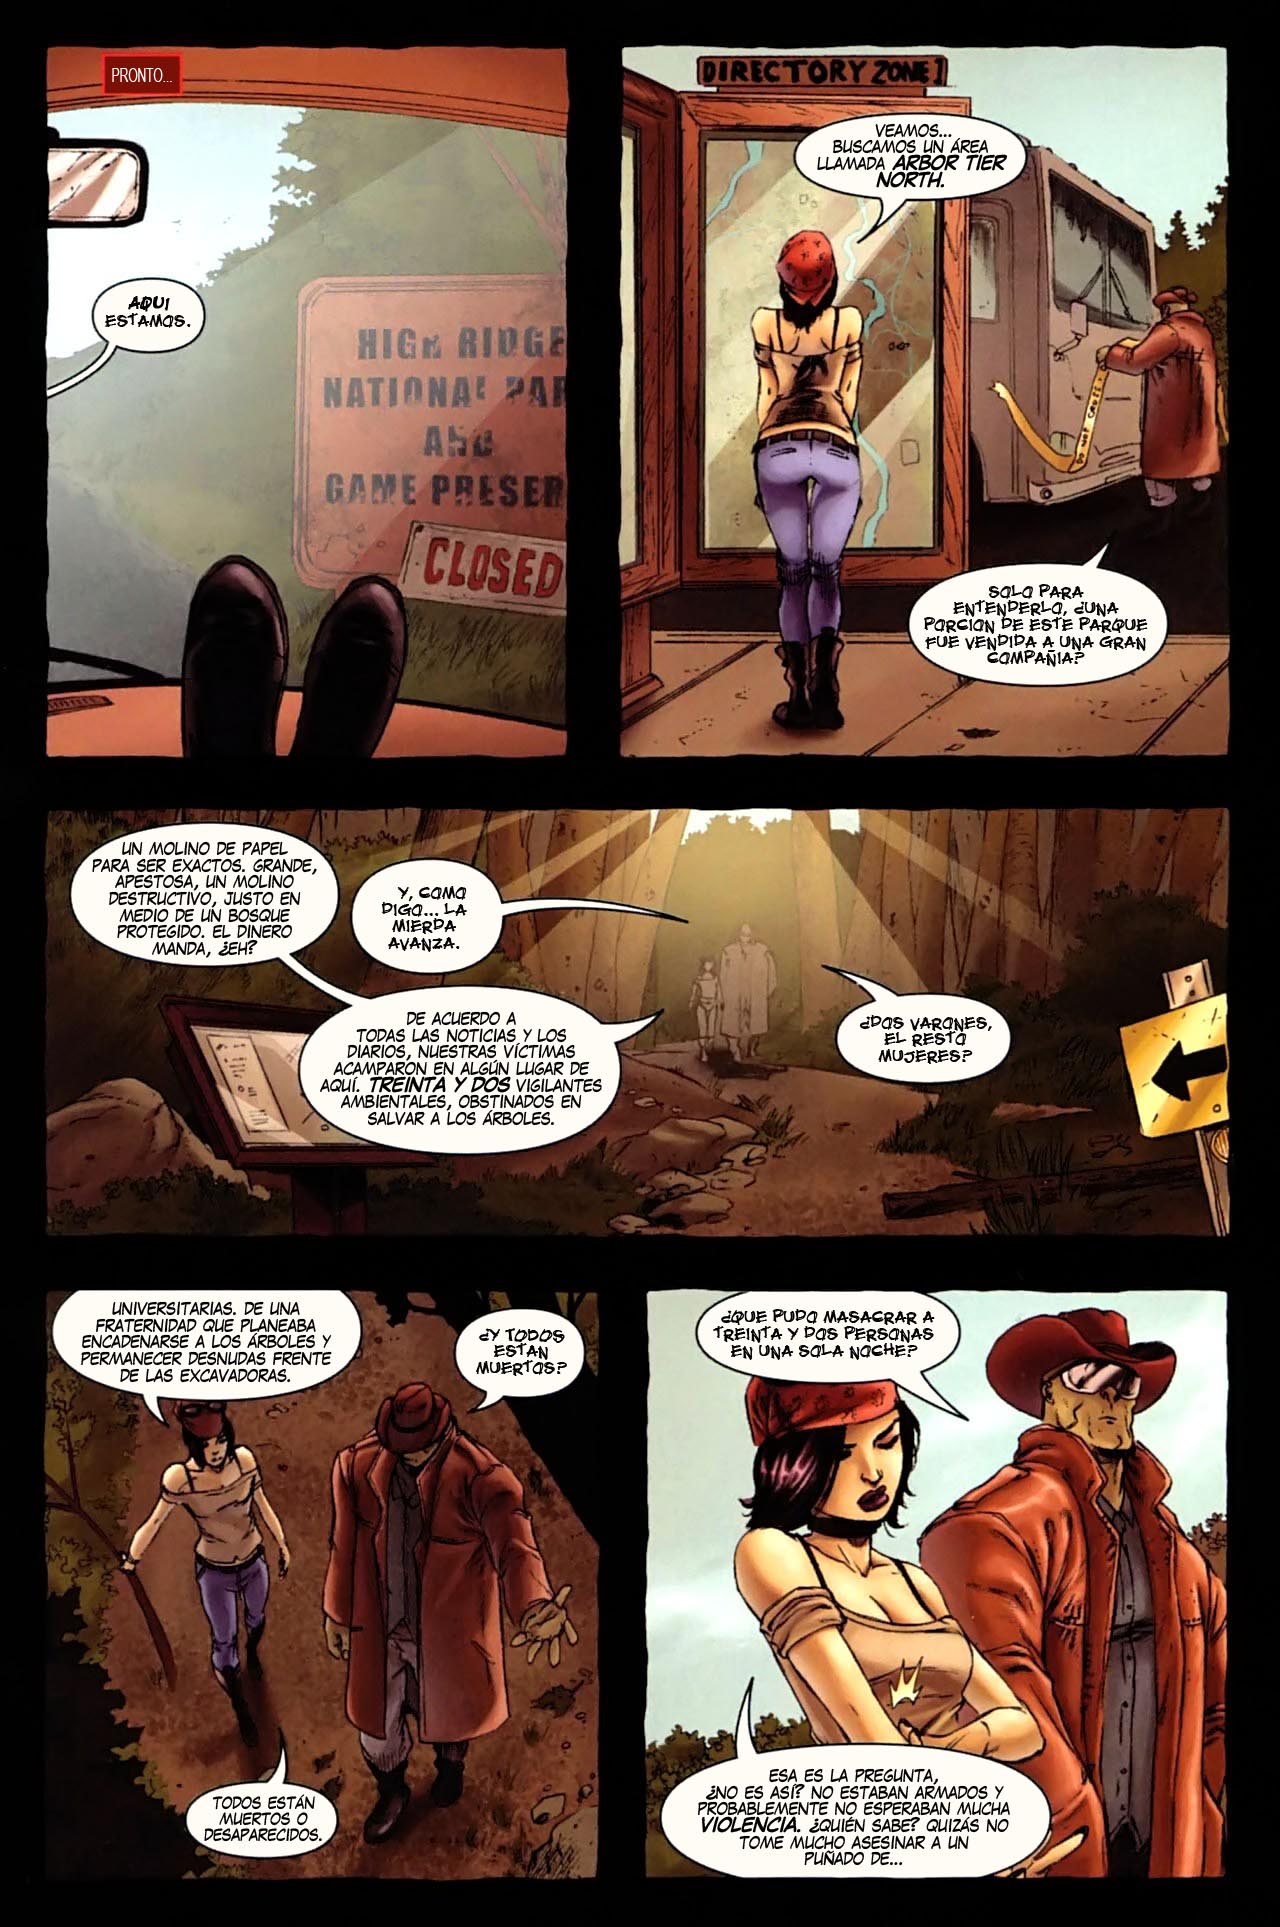 PRONTO...
AQUI
ESTAMOS.
HIGH RIDGE
NATIONAL PAR
AND
GAME PRESER
CLOSED
DIRECTORY ZONE 1
VEAMOS...
BUSCAMOS UN ÁREA
LLAMADA ARBOR TIER
NORTH.
DO NOT CROSS
SOLO PARA
ENTENDERLO, ¿UNA
PORCION DE ESTE PARQUE
FUE VENDIDA A UNA GRAN
COMPAÑIA?
UN MOLINO DE PAPEL
PARA SER EXACTOS. GRANDE,
APESTOSA, UN MOLINO
DESTRUCTIVO, JUSTO EN
MEDIO DE UN BOSQUE
PROTEGIDO. EL DINERO
MANDA, ¿EH?
Y, COMO
DIGO... LA
MIERDA
AVANZA.
DE ACUERDO A
TODAS LAS NOTICIAS Y LOS
DIARIOS, NUESTRAS VÍCTIMAS
ACAMPARON EN ALGÚN LUGAR DE
AQUÍ. TREINTA Y DOS VIGILANTES
AMBIENTALES, OBSTINADOS EN
SALVAR A LOS ÁRBOLES.
¿DOS VARONES,
EL RESTO
MUJERES?
UNIVERSITARIAS. DE UNA
FRATERNIDAD QUE PLANEABA
ENCADENARSE A LOS ÁRBOLES Y
PERMANECER DESNUDAS FRENTE
DE LAS EXCAVADORAS.
¿Y TODOS
ESTAN
MUERTOS?
TODOS ESTÁN
MUERTOS O
DESAPARECIDOS.
¿QUE PUDO MASACRAR A
TREINTA Y DOS PERSONAS
EN UNA SOLA NOCHE?
ESA ES LA PREGUNTA,
¿NO ES ASÍ? NO ESTABAN ARMADOS Y
PROBABLEMENTE NO ESPERABAN MUCHA
VIOLENCIA. ¿QUIÉN SABE? QUIZÁS NO
TOME MUCHO ASESINAR A UN
PUÑADO DE...